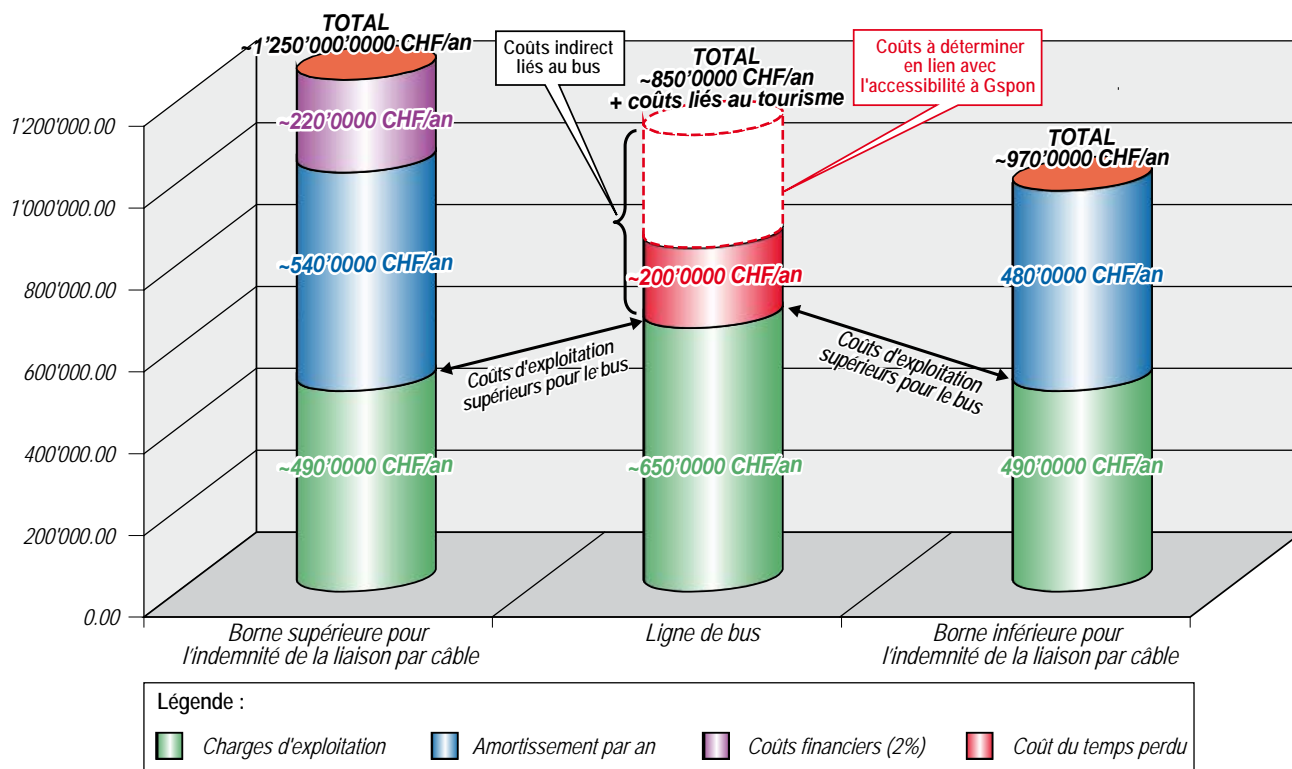 TOTAL
~1'250'000'0000 CHF/an
Coûts indirect
liés au bus
TOTAL
~850'0000 CHF/an
+ coûts liés au tourisme
Coûts à déterminer
en lien avec
l'accessibilité à Gspon
TOTAL
~970'0000 CHF/an
1'200'000.00
1'000'000.00
800'000.00
600'000.00
400'000.00
200'000.00
0.00
~220'0000 CHF/an
~540'0000 CHF/an
~490'0000 CHF/an
~200'0000 CHF/an
~650'0000 CHF/an
480'0000 CHF/an
490'0000 CHF/an
Coûts d'exploitation
supérieurs pour le bus
Coûts d'exploitation
supérieurs pour le bus
Borne supérieure pour
l'indemnité de la liaison par câble
Ligne de bus
Borne inférieure pour
l'indemnité de la liaison par câble
Légende :
Charges d'exploitation
Amortissement par an
Coûts financiers (2%)
Coût du temps perdu